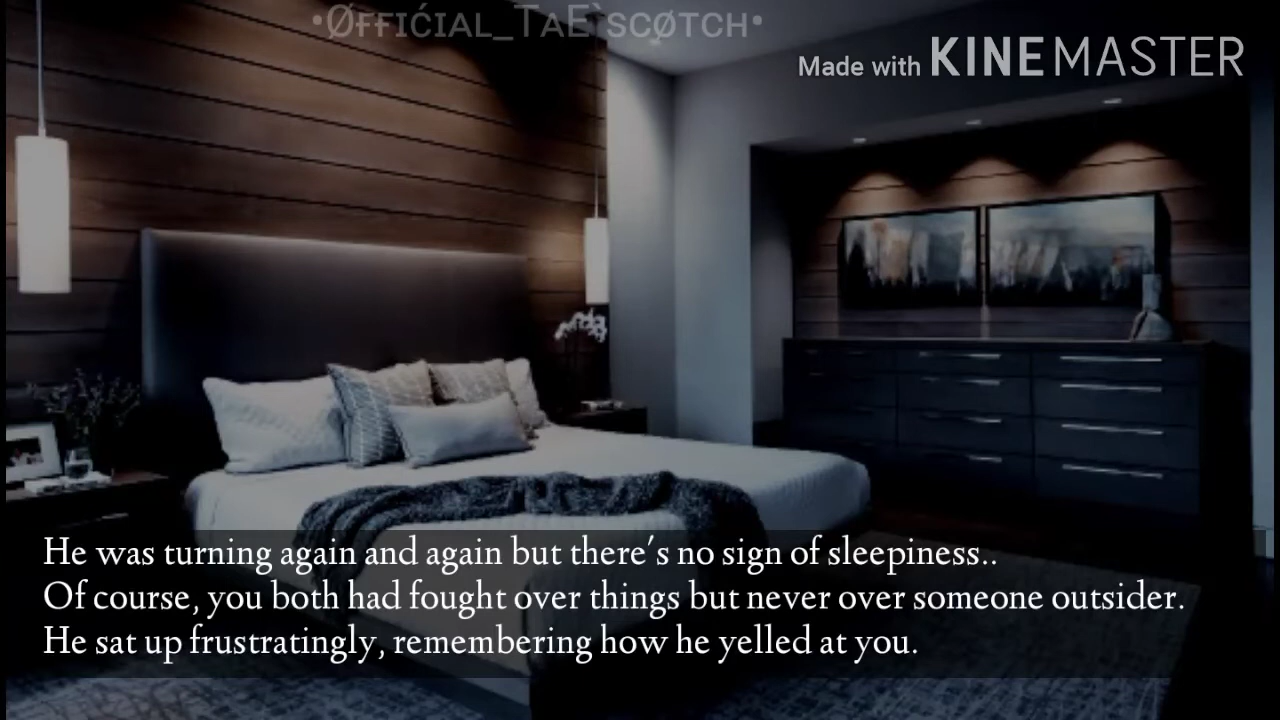 •Øғғıćıal_TaE`scøtch•
Made with KINEMASTER
He was turning again and again but there's no sign of sleepiness..
Of course, you both had fought over things but never over someone outsider.
He sat up frustratingly, remembering how he yelled at you.